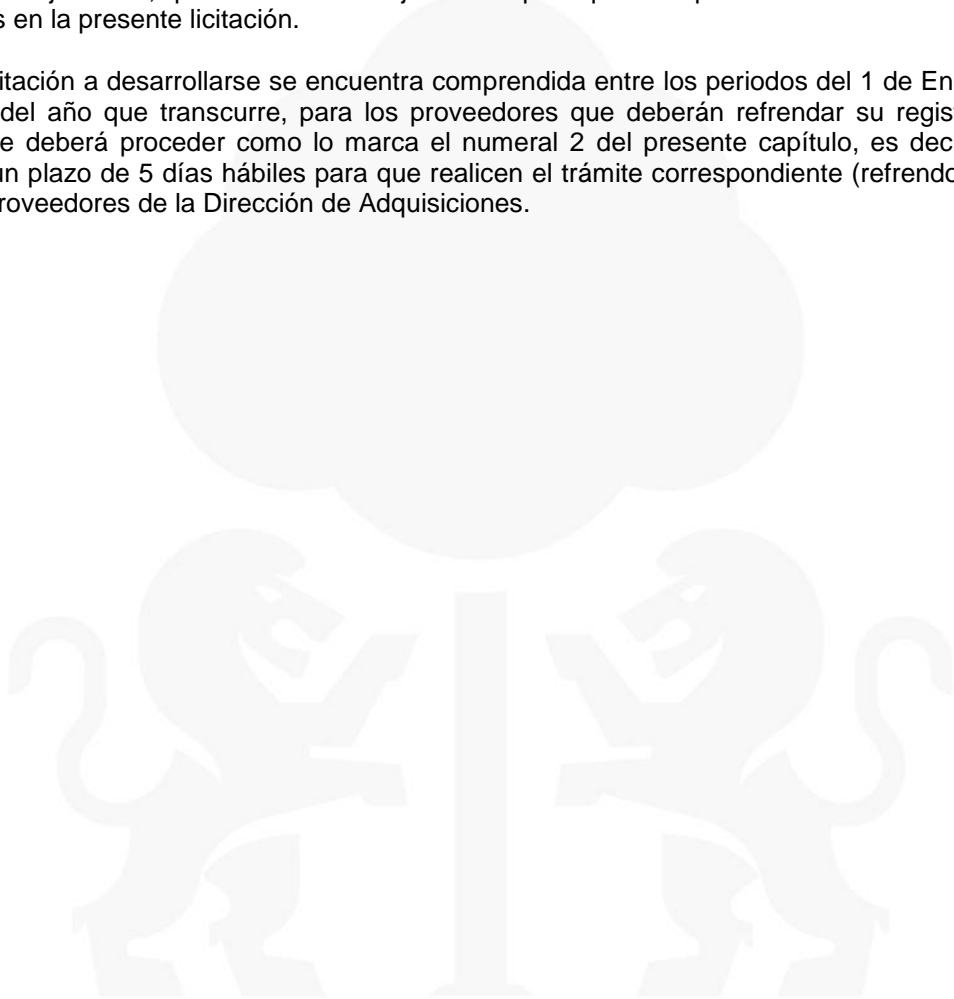 s en la presente licitación.
itación a desarrollarse se encuentra comprendida entre los periodos del 1 de En
del año que transcurre, para los proveedores que deberán refrendar su regis
e deberá proceder como lo marca el numeral 2 del presente capítulo, es dec
un plazo de 5 días hábiles para que realicen el trámite correspondiente (refrendo
roveedores de la Dirección de Adquisiciones.